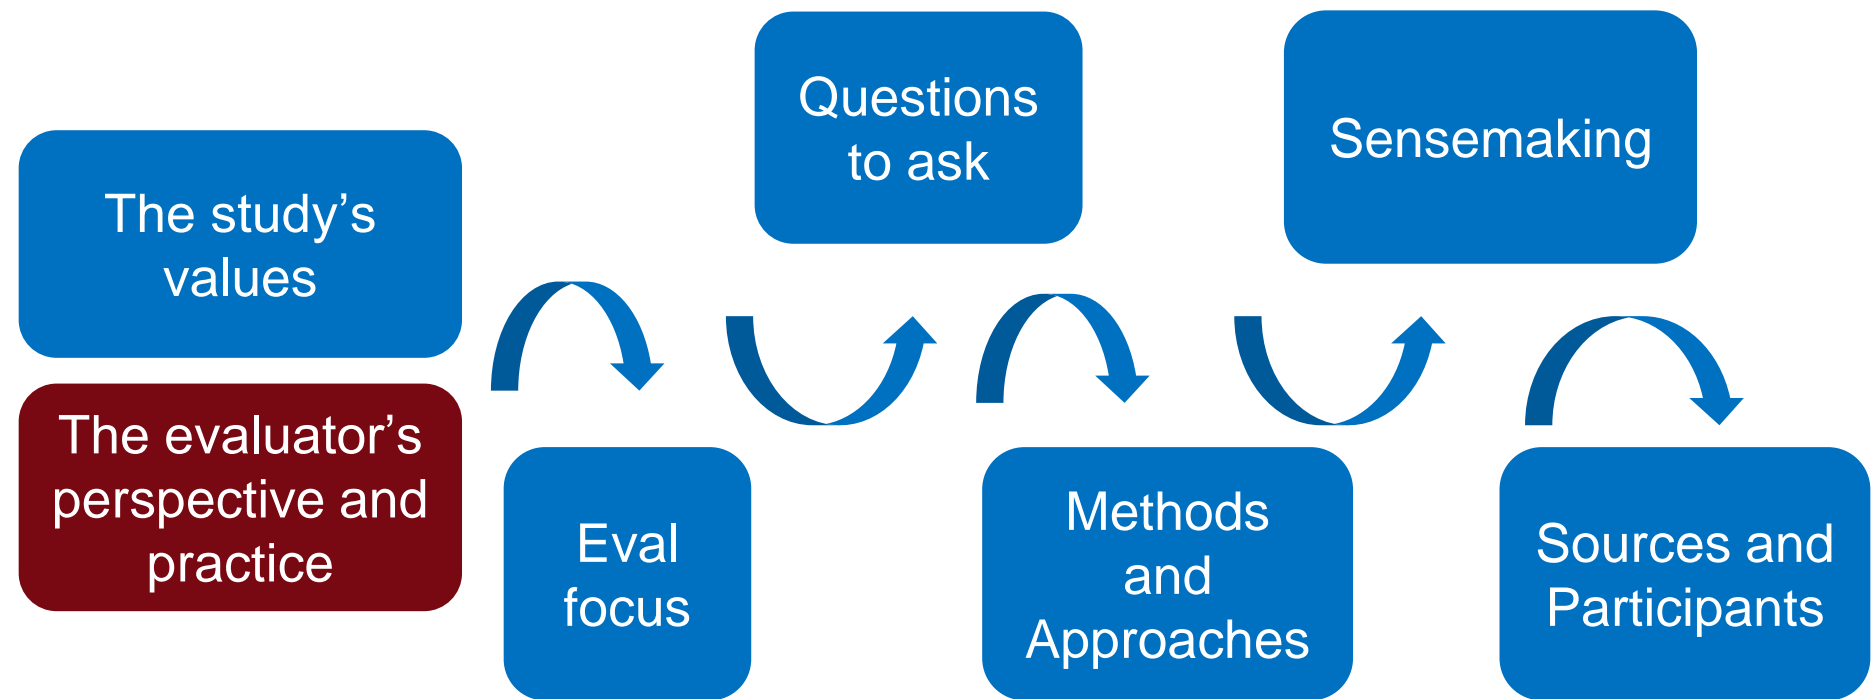 The study’s
values
The evaluator’s
perspective and
practice
Eval
focus
Questions
to ask
Methods
and
Approaches
Sensemaking
Sources and
Participants